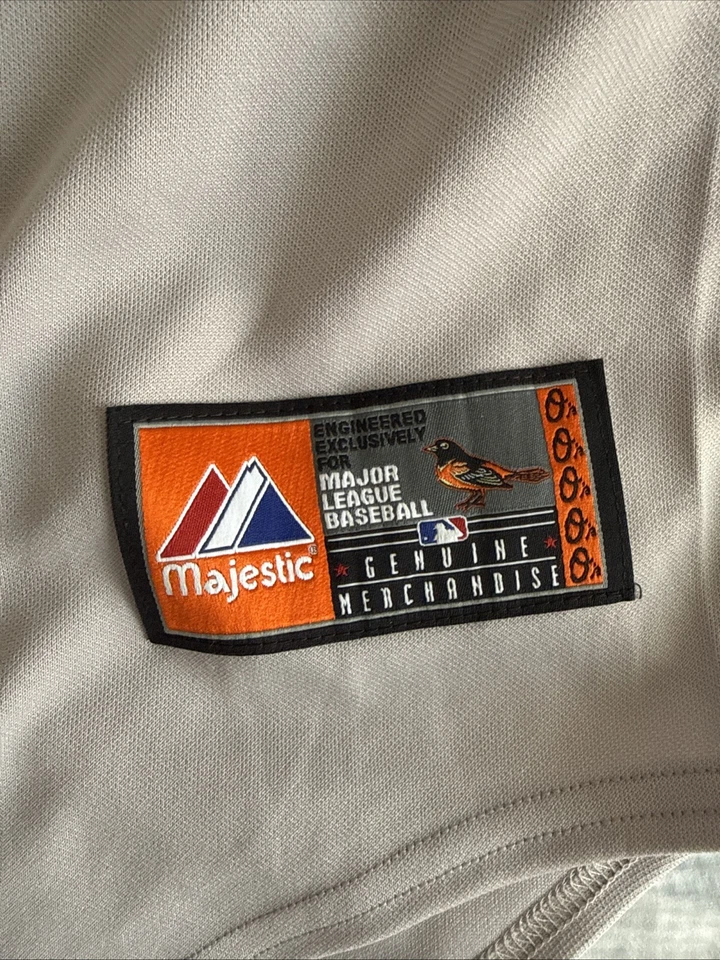 Majestic®
ENGINEERED
EXCLUSIVELY
FOR
MAJOR
LEAGUE
BASEBALL
GENUINE
MERCHANDISE
O's
O's
O's
O's
O's